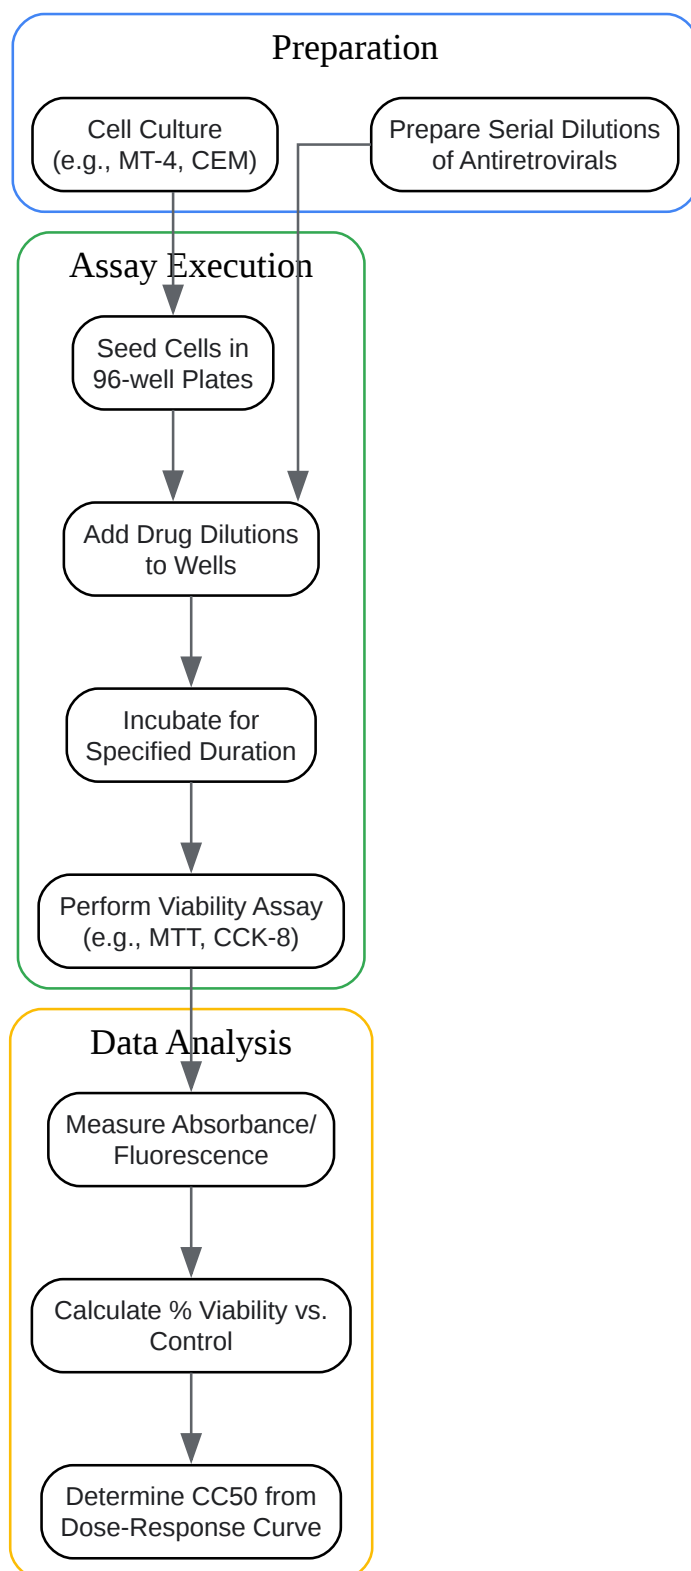 Preparation
Cell Culture
(e.g., MT-4, CEM)
Prepare Serial Dilutions
of Antiretrovirals
Assay Execution
Seed Cells in
96-well Plates
Add Drug Dilutions
to Wells
Incubate for
Specified Duration
Perform Viability Assay
(e.g., MTT, CCK-8)
Data Analysis
Measure Absorbance/
Fluorescence
Calculate % Viability vs.
Control
Determine CC50 from
Dose-Response Curve